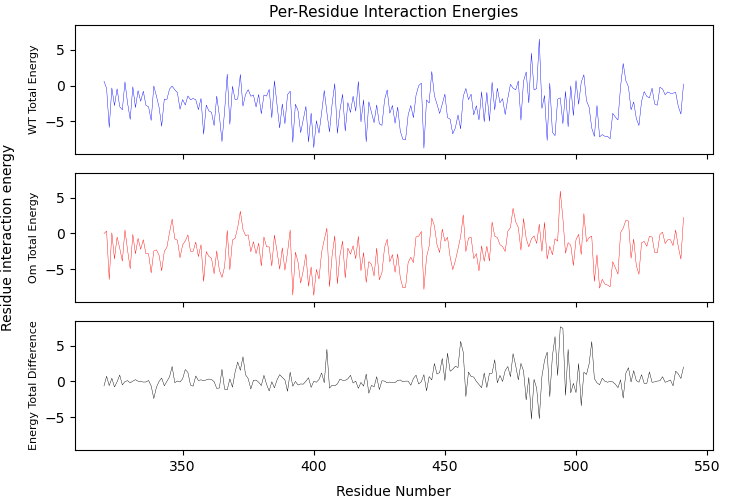 Per-Residue Interaction Energies
Residue interaction energy
WT Total Energy
5
0
−5
Om Total Energy
5
0
−5
Energy Total Difference
5
0
−5
350 400 450 500 550
Residue Number